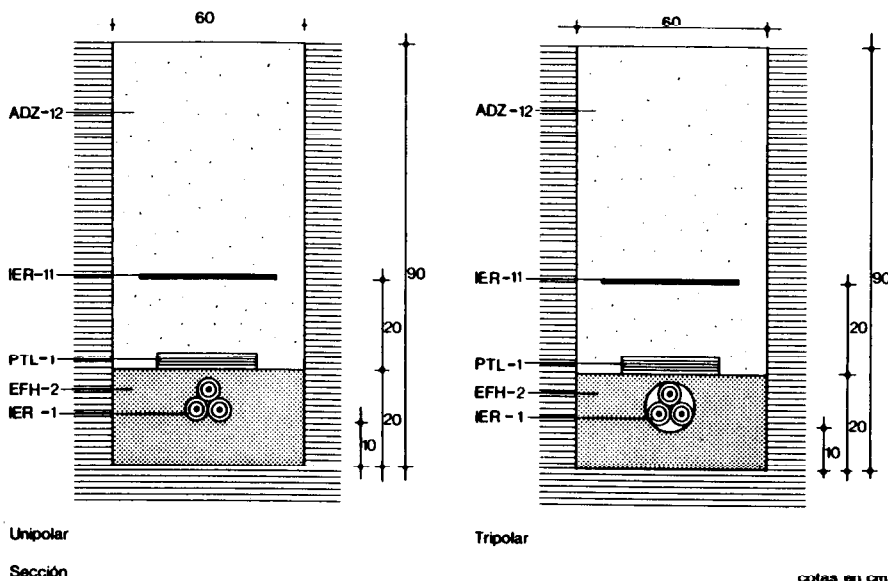 60
ADZ-12
IER-11
PTL-1
EFH-2
IER-1
90
20
20
10
Unipolar
Sección
60
ADZ-12
IER-11
PTL-1
EFH-2
IER-1
90
20
20
10
Tripolar
cotas en cm